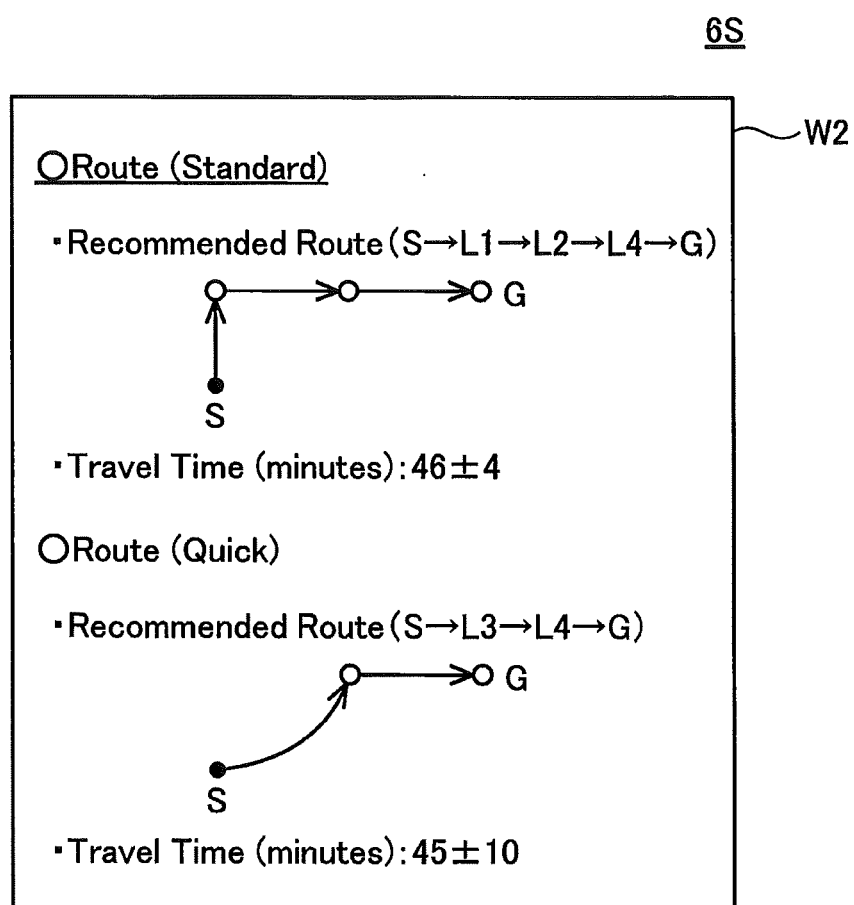 6S
W2
○Route (Standard)
・Recommended Route (S→L1→L2→L4→G)
G
S
・Travel Time (minutes): 46±4
○Route (Quick)
・Recommended Route (S→L3→L4→G)
G
S
・Travel Time (minutes): 45±10